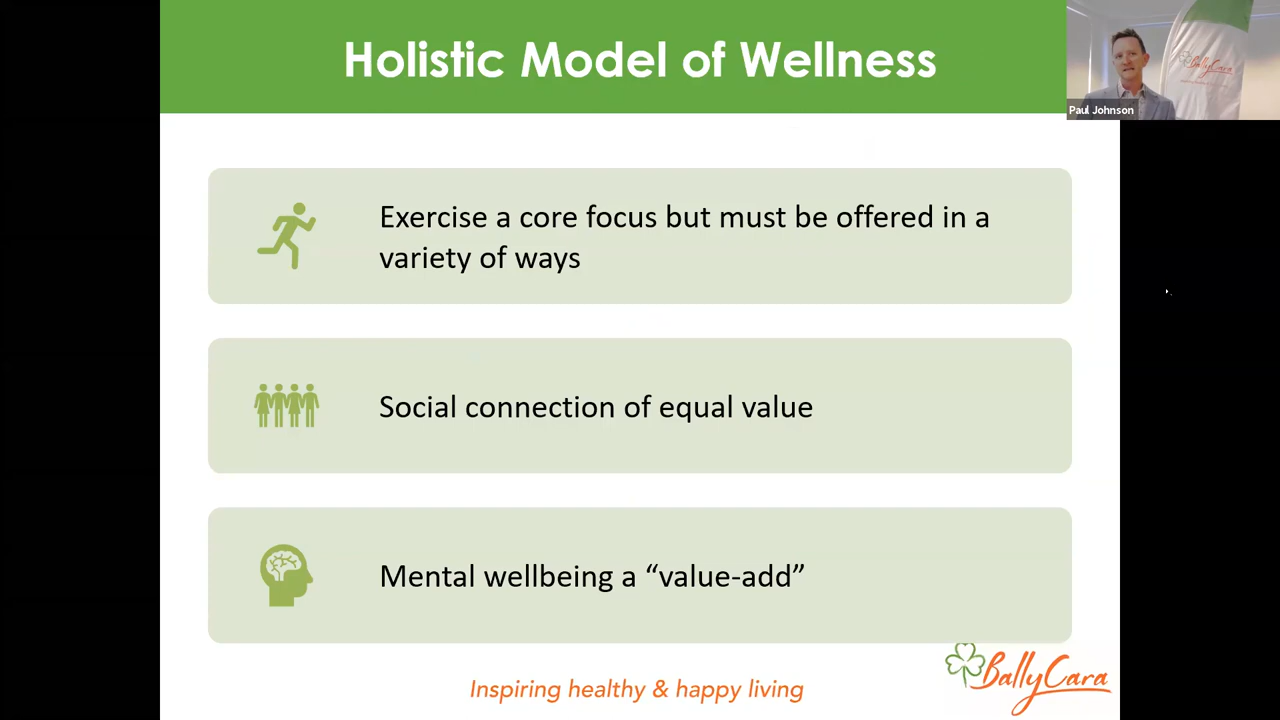 Holistic Model of Wellness
BallyCara
Paul Johnson
Exercise a core focus but must be offered in a
variety of ways
Social connection of equal value
Mental wellbeing a “value-add”
Inspiring healthy & happy living
BallyCara